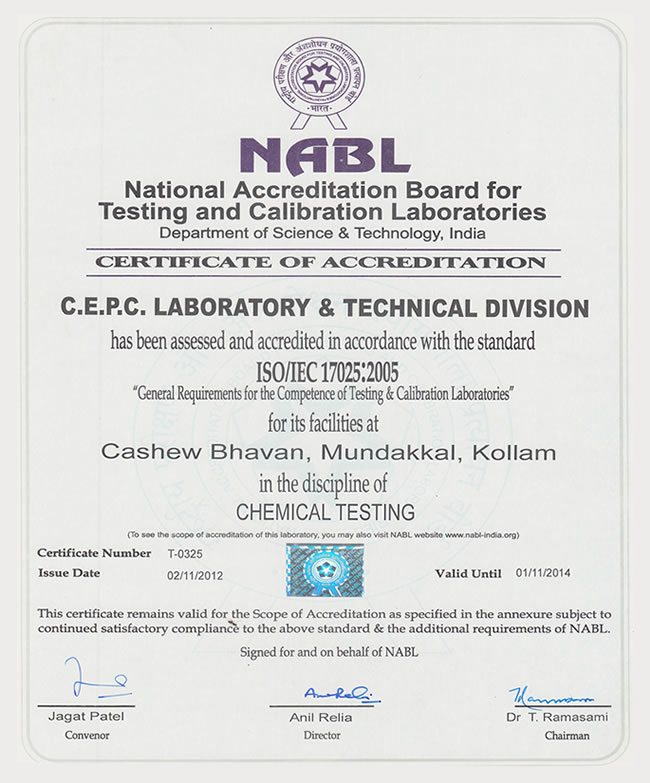 राष्ट्रीय परीक्षण और अंशशोधन प्रयोगशाला प्रत्यायन बोर्ड
भारत
NABL
National Accreditation Board for
Testing and Calibration Laboratories
Department of Science & Technology, India
CERTIFICATE OF ACCREDITATION
C.E.P.C. LABORATORY & TECHNICAL DIVISION
has been assessed and accredited in accordance with the standard
ISO/IEC 17025:2005
"General Requirements for the Competence of Testing & Calibration Laboratories"
for its facilities at
Cashew Bhavan, Mundakkal, Kollam
in the discipline of
CHEMICAL TESTING
(To see the scope of accreditation of this laboratory, you may also visit NABL website www.nabl-india.org)
Certificate Number T-0325
Issue Date 02/11/2012 Valid Until 01/11/2014
This certificate remains valid for the Scope of Accreditation as specified in the annexure subject to
continued satisfactory compliance to the above standard & the additional requirements of NABL.
Signed for and on behalf of NABL
Jagat Patel Anil Relia Dr T. Ramasami
Convenor Director Chairman